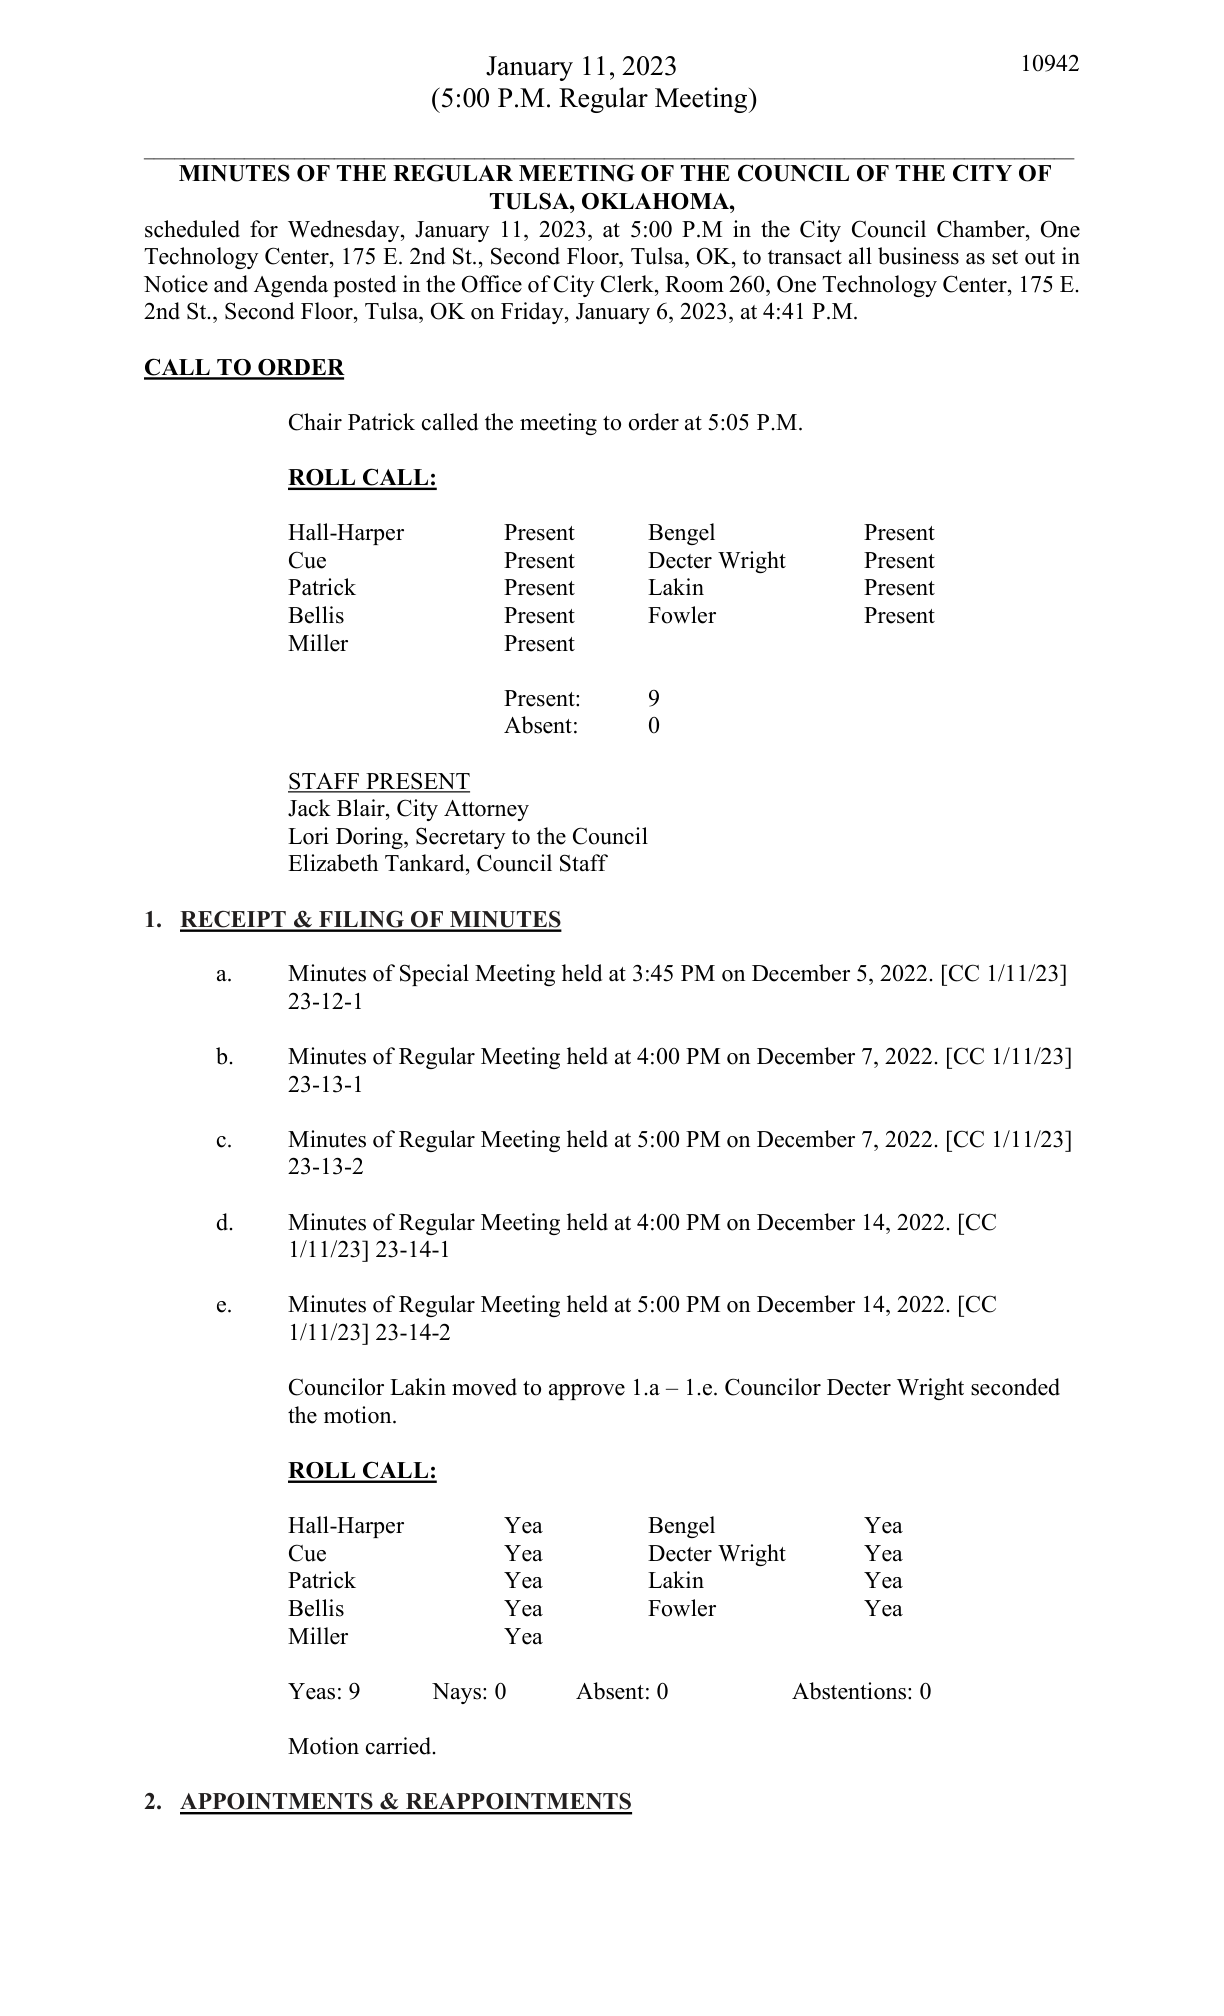 January 11, 2023
10942
(5:00 P.M. Regular Meeting)
MINUTES OF THE REGULAR MEETING OF THE COUNCIL OF THE CITY OF
TULSA, OKLAHOMA,
scheduled for Wednesday, January 11, 2023, at 5:00 P.M in the City Council Chamber, One
Technology Center, 175 E. 2nd St., Second Floor, Tulsa, OK, to transact all business as set out in
Notice and Agenda posted in the Office of City Clerk, Room 260, One Technology Center, 175 E.
2nd St., Second Floor, Tulsa, OK on Friday, January 6, 2023, at 4:41 P.M.
CALL TO ORDER
Chair Patrick called the meeting to order at 5:05 P.M.
ROLL CALL:
Hall-Harper Present Bengel Present
Cue Present Decter Wright Present
Patrick Present Lakin Present
Bellis Present Fowler Present
Miller Present
Present: 9
Absent: 0
STAFF PRESENT
Jack Blair, City Attorney
Lori Doring, Secretary to the Council
Elizabeth Tankard, Council Staff
1. RECEIPT & FILING OF MINUTES
a. Minutes of Special Meeting held at 3:45 PM on December 5, 2022. [CC 1/11/23]
23-12-1
b. Minutes of Regular Meeting held at 4:00 PM on December 7, 2022. [CC 1/11/23]
23-13-1
c. Minutes of Regular Meeting held at 5:00 PM on December 7, 2022. [CC 1/11/23]
23-13-2
d. Minutes of Regular Meeting held at 4:00 PM on December 14, 2022. [CC
1/11/23] 23-14-1
e. Minutes of Regular Meeting held at 5:00 PM on December 14, 2022. [CC
1/11/23] 23-14-2
Councilor Lakin moved to approve 1.a – 1.e. Councilor Decter Wright seconded
the motion.
ROLL CALL:
Hall-Harper Yea Bengel Yea
Cue Yea Decter Wright Yea
Patrick Yea Lakin Yea
Bellis Yea Fowler Yea
Miller Yea
Yeas: 9 Nays: 0 Absent: 0 Abstentions: 0
Motion carried.
2. APPOINTMENTS & REAPPOINTMENTS